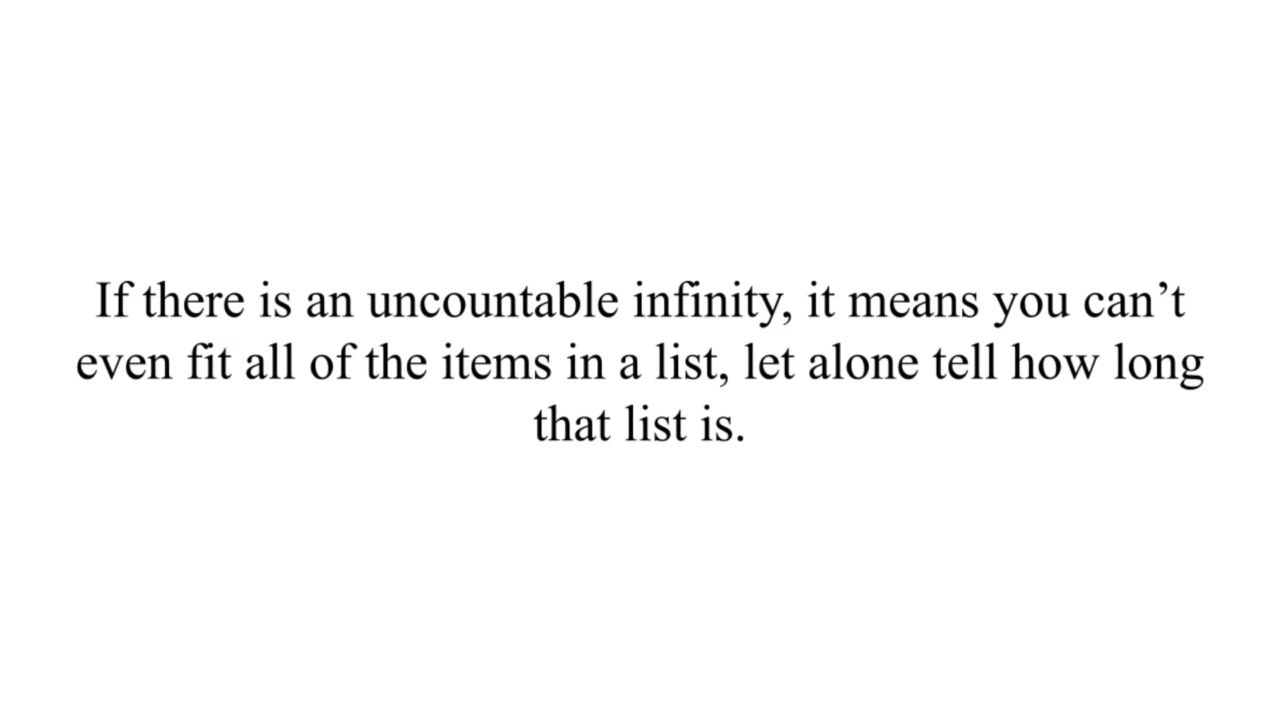 If there is an uncountable infinity, it means you can’t
even fit all of the items in a list, let alone tell how long
that list is.